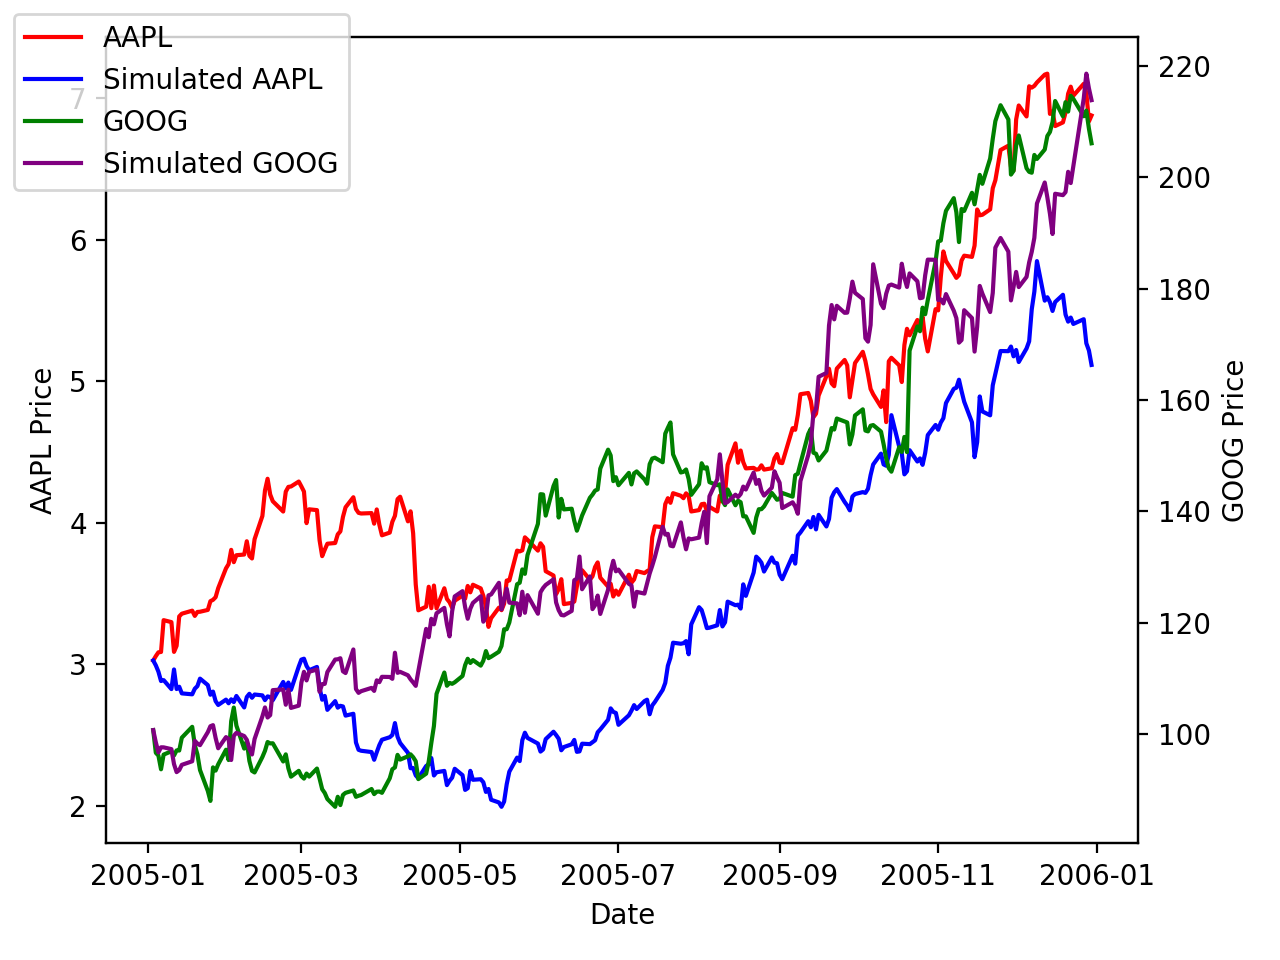 AAPL
Simulated AAPL
GOOG
Simulated GOOG
7
6
5
4
3
2
AAPL Price
220
200
180
160
140
120
100
GOOG Price
2005-01 2005-03 2005-05 2005-07 2005-09 2005-11 2006-01
Date